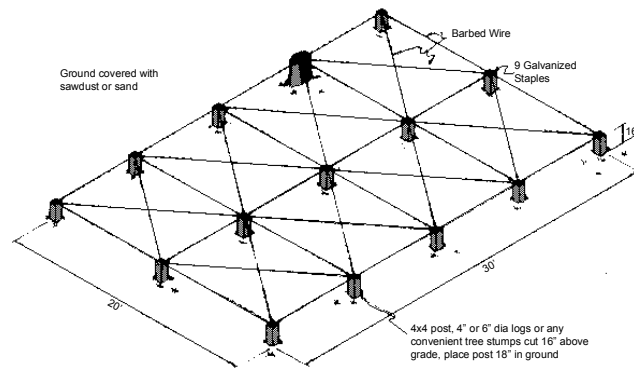 Barbed Wire
Ground covered with
sawdust or sand
9 Galvanized
Staples
16
20'
30'
4x4 post, 4" or 6" dia logs or any
convenient tree stumps cut 16" above
grade, place post 18" in ground